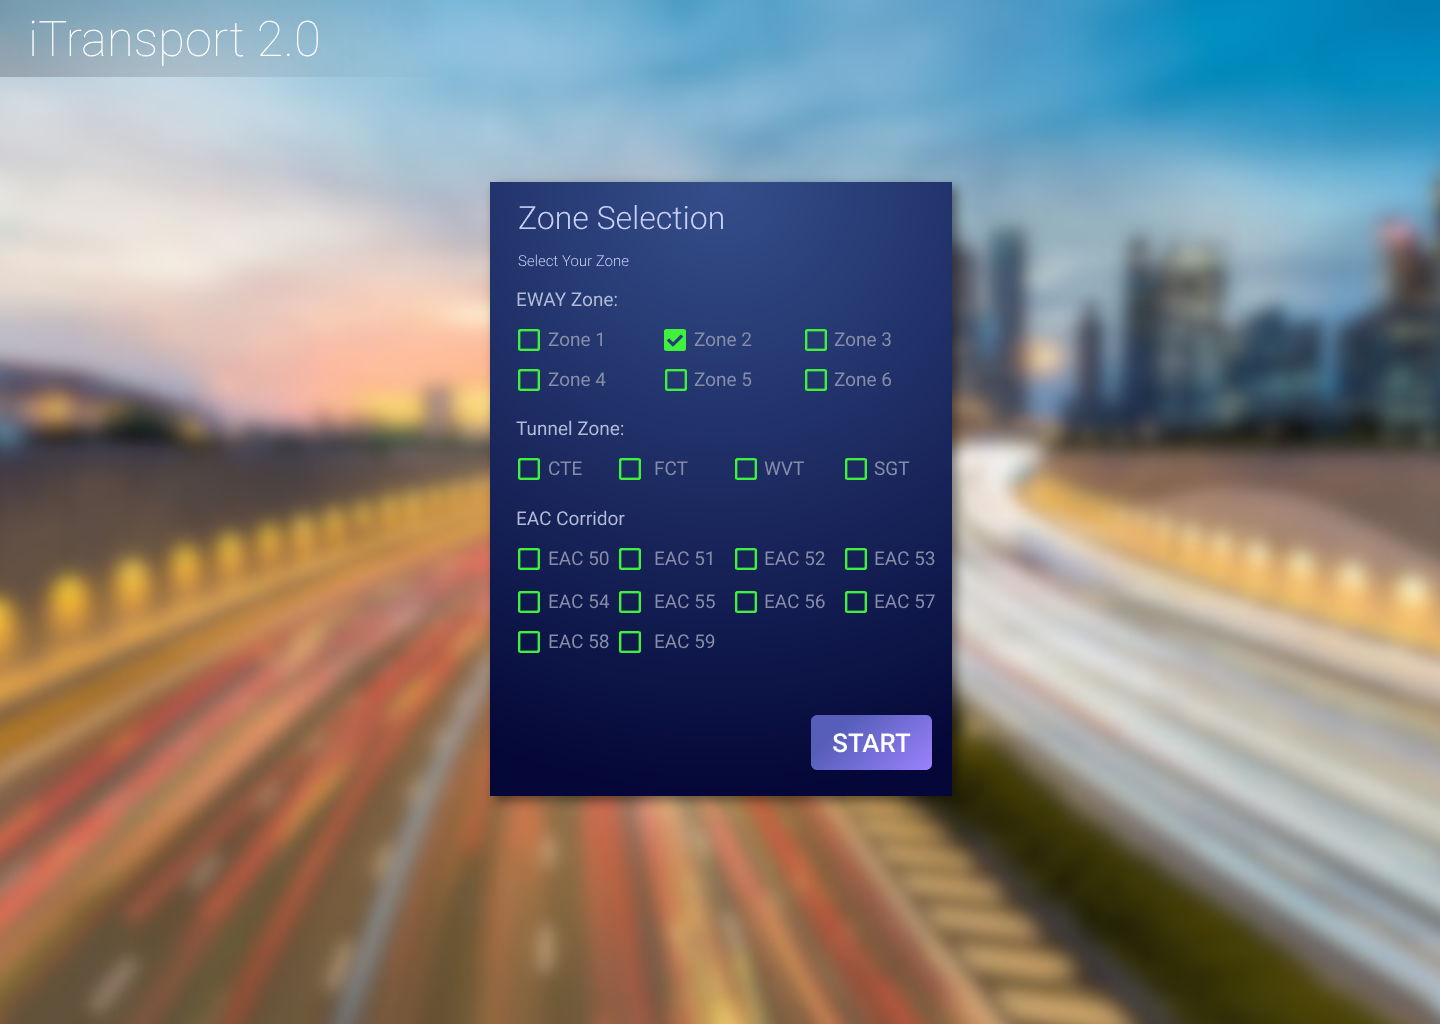 iTransport 2.0
Zone Selection
Select Your Zone
EWAY Zone:
Zone 1 Zone 2 Zone 3
Zone 4 Zone 5 Zone 6
Tunnel Zone:
CTE FCT WVT SGT
EAC Corridor
EAC 50 EAC 51 EAC 52 EAC 53
EAC 54 EAC 55 EAC 56 EAC 57
EAC 58 EAC 59
START